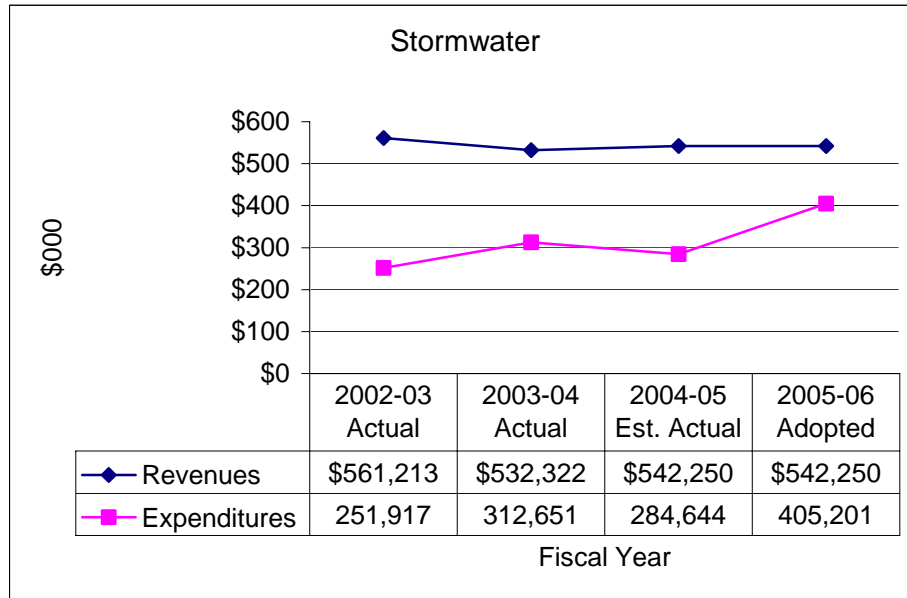 Stormwater
$000
$600
$500
$400
$300
$200
$100
$0
2002-03 2003-04 2004-05 2005-06
Actual Actual Est. Actual Adopted
Revenues $561,213 $532,322 $542,250 $542,250
Expenditures 251,917 312,651 284,644 405,201
Fiscal Year